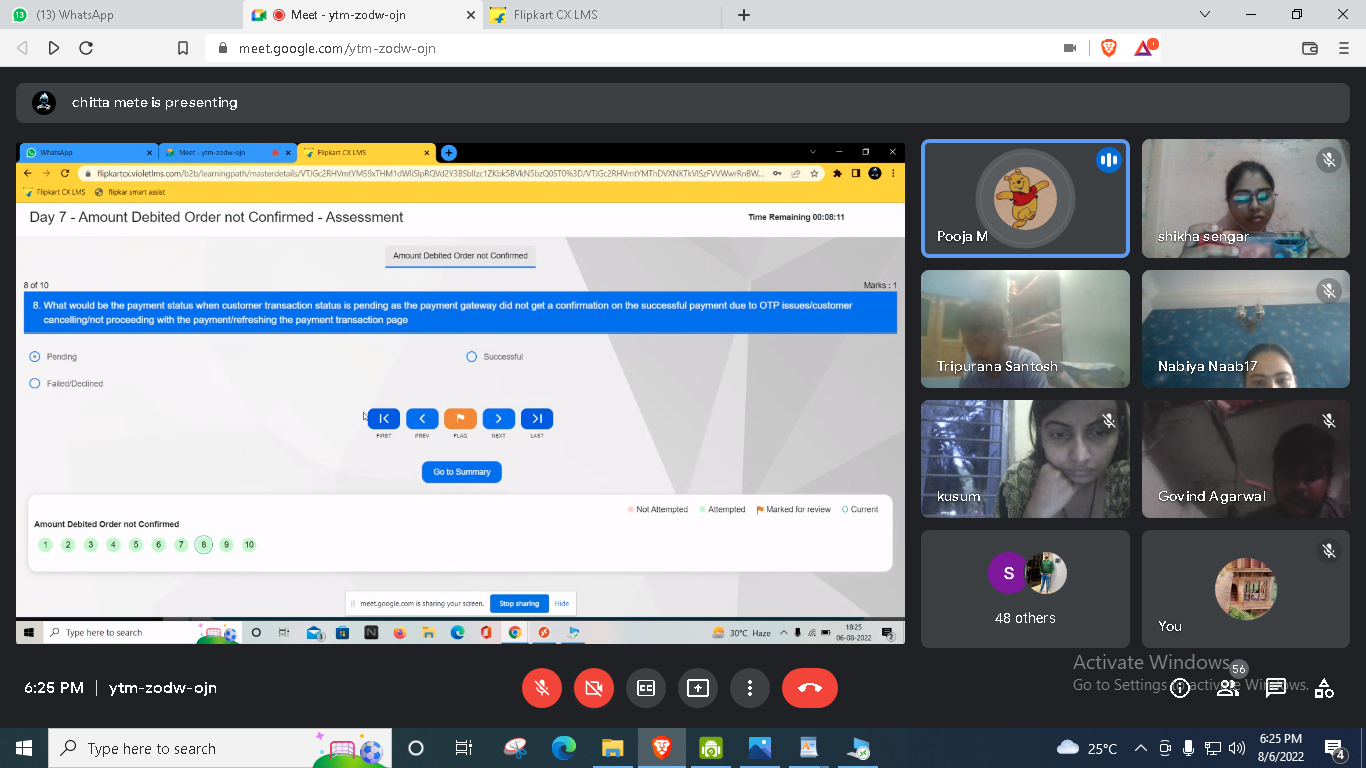 (13) WhatsApp
Meet - ytm-zodw-ojn
Flipkart CX LMS
meet.google.com/ytm-zodw-ojn
chitta mete is presenting
WhatsApp
Meet - ytm-zodw-ojn
Flipkart CX LMS
Flipkart CX LMS
flipkar smart assist
Day 7 - Amount Debited Order not Confirmed - Assessment
Time Remaining 00:08:11
Amount Debited Order not Confirmed
8 of 10
Marks : 1
8. What would be the payment status when customer transaction status is pending as the payment gateway did not get a confirmation on the successful payment due to OTP issues/customer
cancelling/not proceeding with the payment/refreshing the payment transaction page
Pending
Successful
Failed/Declined
FIRST
PREV
FLAG
NEXT
LAST
Go to Summary
Not Attempted
Attempted
Marked for review
Current
Amount Debited Order not Confirmed
1 2 3 4 5 6 7 8 9 10
meet.google.com is sharing your screen.
Stop sharing
Hide
Type here to search
30°C Haze
18:25
06-08-2022
Pooja M
shikha sengar
Tripurana Santosh
Nabiya Naab17
kusum
Govind Agarwal
S
48 others
You
6:25 PM | ytm-zodw-ojn
56
Activate Windows
Go to Settings to activate Windows.
Type here to search
25°C
6:25 PM
8/6/2022
4